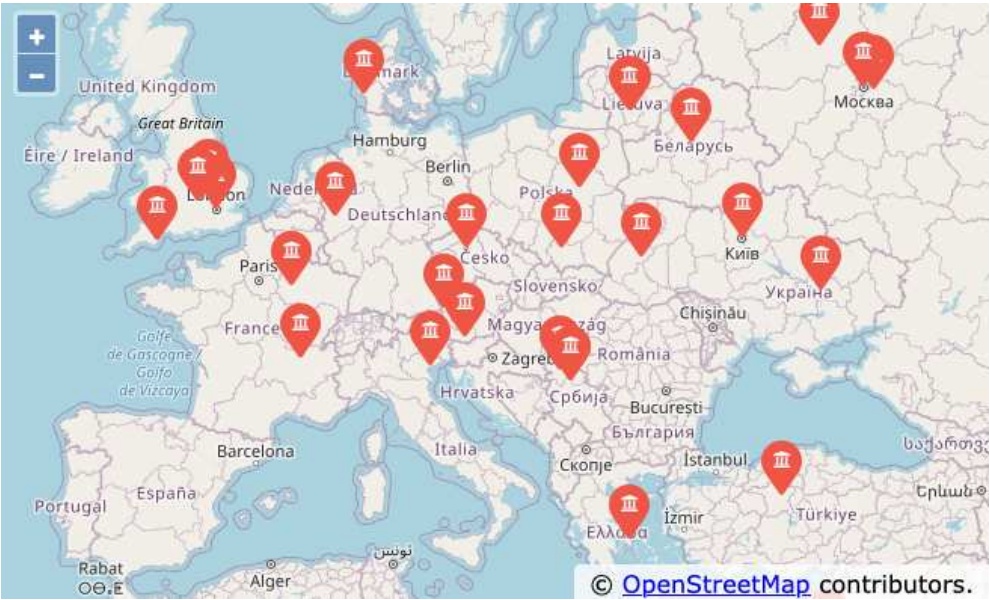 +
−
Latvija
United Kingdom
Lietuva
Москва
Great Britain
Беларусь
Hamburg
Éire / Ireland
Berlin
Polska
Deutschland
Paris
Česko
Київ
Slovensko
Україна
Chișinău
France
Magyarország
Golfe
de Gascogne /
Golfo
de Vizcaya
Zagreb
România
Hrvatska
Србија
București
България
Barcelona
Italia
Скопје
İstanbul
España
Portugal
İzmir
Türkiye
Ελλάδα
تونس
Rabat
Alger
© OpenStreetMap contributors.